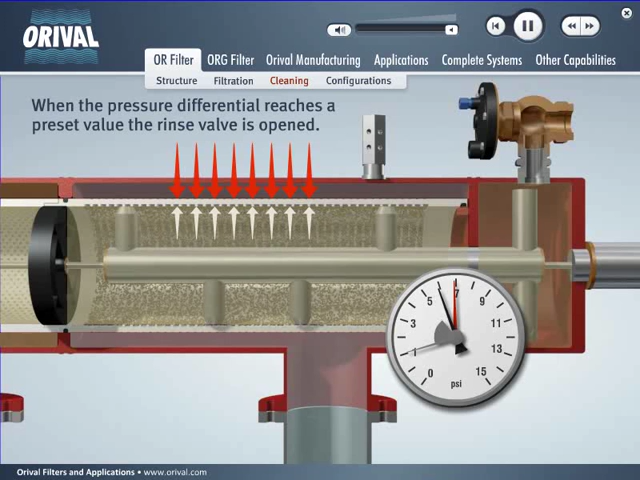 ORIVAL
OR Filter ORG Filter Orival Manufacturing Applications Complete Systems Other Capabilities
Structure Filtration Cleaning Configurations
When the pressure differential reaches a
preset value the rinse valve is opened.
5 7 9
3 11
1 13
0 15
psi
Orival Filters and Applications • www.orival.com